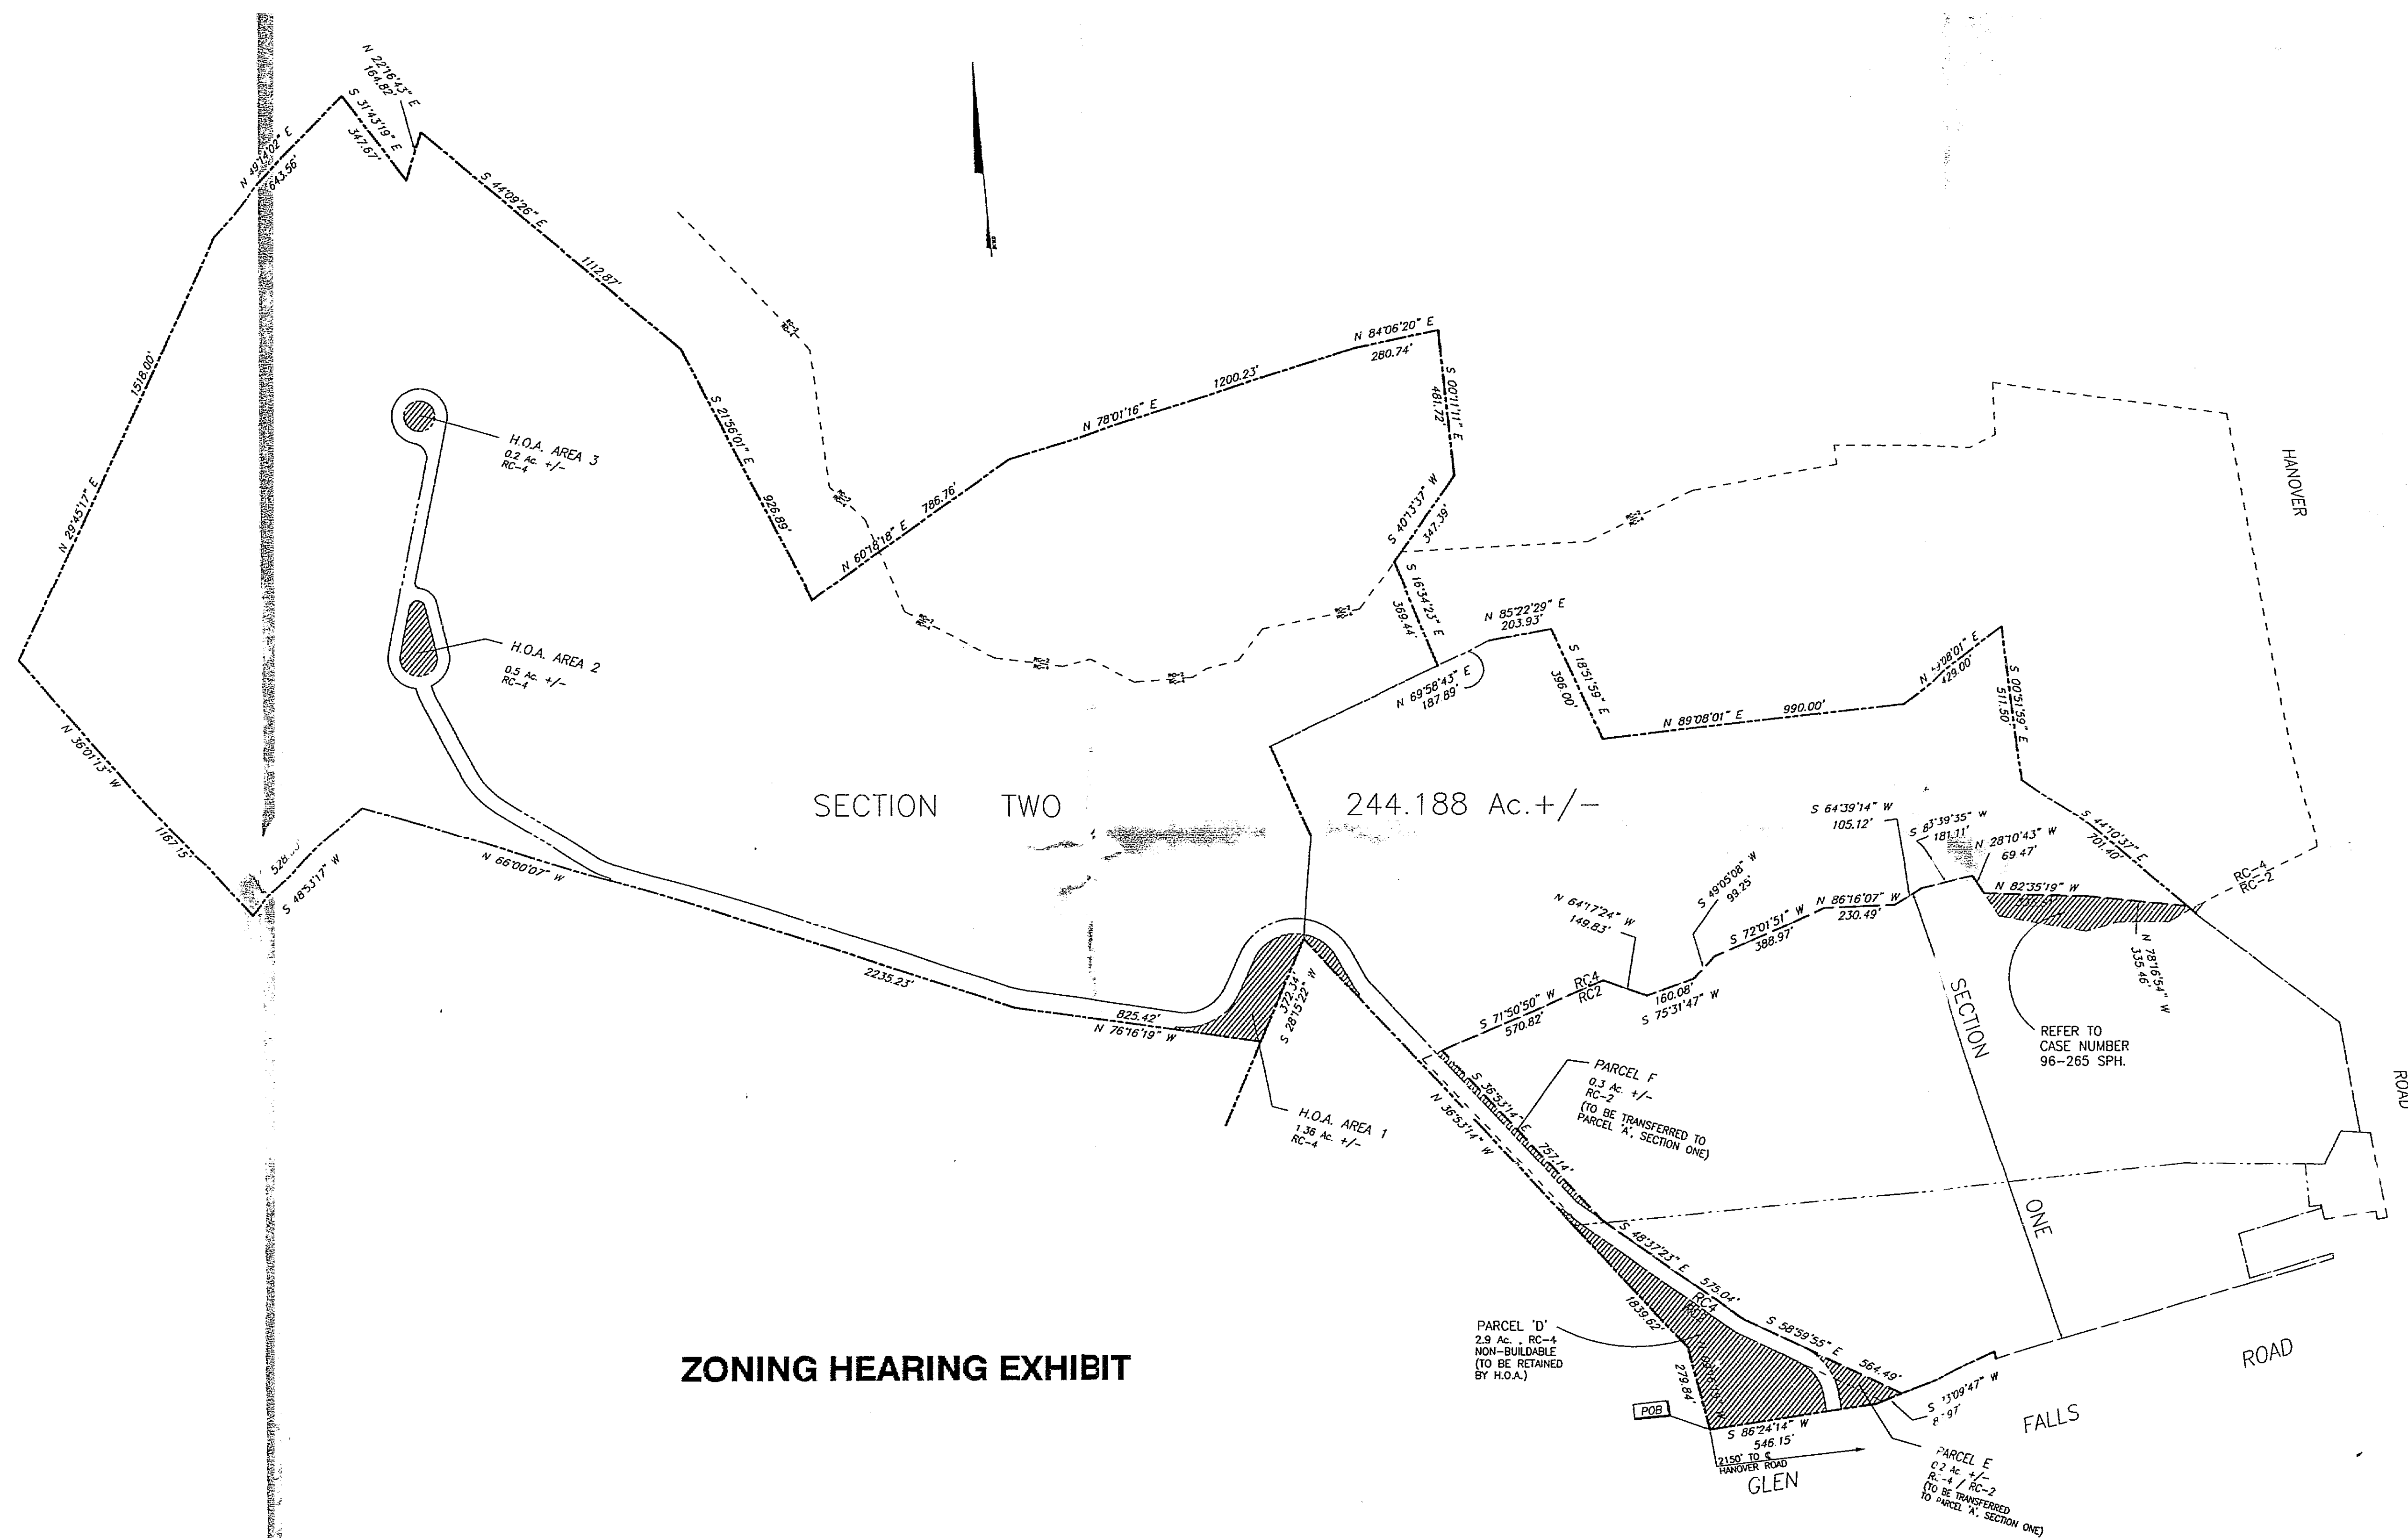 N 22°16'43" E
164.82'
S 31°43'19" E
347.67'
N 49°14'02" E
643.56'
S 44°09'26" E
1112.87'
1518.00'
N 29°45'17" E
S 21°56'01" E
926.89'
N 60°18'18" E
786.76'
N 78°01'16" E
1200.23'
N 84°06'20" E
280.74'
S 00°11'11" E
481.72'
S 40°13'37" W
347.39'
S 16°34'23" E
369.44'
N 85°22'29" E
203.93'
N 69°58'43" E
187.89'
S 18°51'59" E
396.00'
N 89°08'01" E
990.00'
08'01" E
429.00'
S 00°51'59" E
511.50'
S 44°10'37" E
701.40'
HANOVER
ROAD
H.O.A. AREA 3
0.2 Ac. +/-
RC-4
H.O.A. AREA 2
0.5 Ac. +/-
RC-4
N 36°01'13" W
1167.15'
528.
S 48°53'17" W
N 66°00'07" W
2235.23'
SECTION TWO
244.188 Ac.+/-
825.42'
N 76°16'19" W
372.34'
S 28°15'22" W
H.O.A. AREA 1
1.36 Ac. +/-
RC-4
S 64°39'14" W
105.12'
S 83°39'35" W
181.11'
N 28°10'43" W
69.47'
N 82°35'19" W
RC-4
RC-2
N 78°16'54" W
335.46'
N 86°16'07" W
230.49'
S 72°01'51" W
388.97'
S 49°05'08" W
99.25'
N 64°17'24" W
149.83'
160.08'
S 75°31'47" W
RC4
RC2
S 71°50'50" W
570.82'
SECTION
ONE
REFER TO
CASE NUMBER
96-265 SPH.
PARCEL F
0.3 Ac. +/-
RC-2
(TO BE TRANSFERRED TO
PARCEL 'A', SECTION ONE)
S 36°53'14" E
757.14'
N 36°53'14" W
1839.62'
S 48°37'23" E
575.04'
RC4
S 58°59'55" E
564.49'
PARCEL 'D'
2.9 Ac. , RC-4
NON-BUILDABLE
(TO BE RETAINED
BY H.O.A.)
279.84'
POB
S 86°24'14" W
546.15'
2150' TO ℄
HANOVER ROAD
GLEN
FALLS
ROAD
PARCEL E
0.2 Ac. +/-
RC-4 / RC-2
(TO BE TRANSFERRED
TO PARCEL 'A', SECTION ONE)
ZONING HEARING EXHIBIT